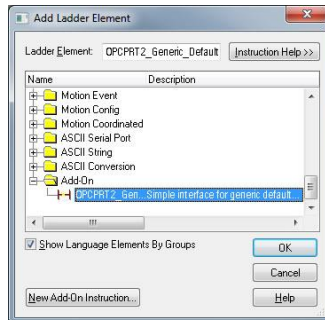 Add Ladder Element
Ladder Element: OPCPRT2_Generic_Default Instruction Help >>
Name Description
Motion Event
Motion Config
Motion Coordinated
ASCII Serial Port
ASCII String
ASCII Conversion
Add-On
OPCPRT2_Gen...Simple interface for generic default...
Show Language Elements By Groups
OK
Cancel
New Add-On Instruction...
Help